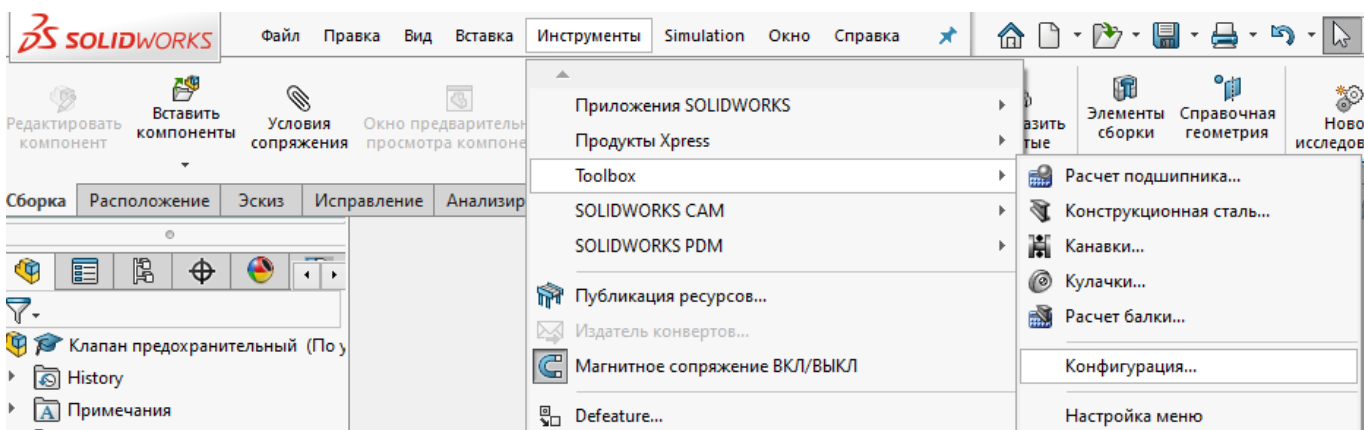 SOLIDWORKS Файл Правка Вид Вставка Инструменты Simulation Окно Справка
Редактировать компонент
Вставить компоненты
Условия сопряжения
Окно предваритель
просмотра компоне
азить
тые
Элементы сборки
Справочная геометрия
Ново
исследов
Сборка Расположение Эскиз Исправление Анализир
Приложения SOLIDWORKS
Продукты Xpress
Toolbox
SOLIDWORKS CAM
SOLIDWORKS PDM
Публикация ресурсов...
Издатель конвертов...
Магнитное сопряжение ВКЛ/ВЫКЛ
Defeature...
Расчет подшипника...
Конструкционная сталь...
Канавки...
Кулачки...
Расчет балки...
Конфигурация...
Настройка меню
Клапан предохранительный (По у
History
Примечания